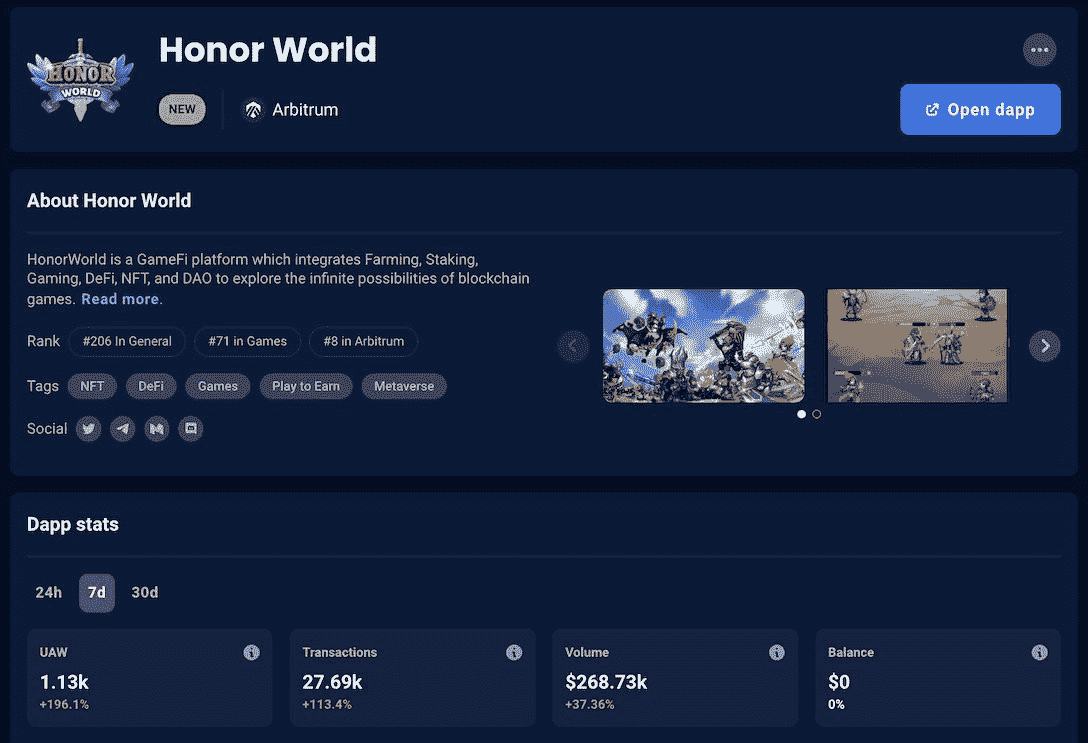 HONOR
WORLD
Honor World
NEW
Arbitrum
Open dapp
About Honor World
HonorWorld is a GameFi platform which integrates Farming, Staking,
Gaming, DeFi, NFT, and DAO to explore the infinite possibilities of blockchain
games. Read more.
Rank #206 In General #71 in Games #8 in Arbitrum
Tags NFT DeFi Games Play to Earn Metaverse
Social
Dapp stats
24h 7d 30d
UAW Transactions Volume Balance
1.13k 27.69k $268.73k $0
+196.1% +113.4% +37.36% 0%